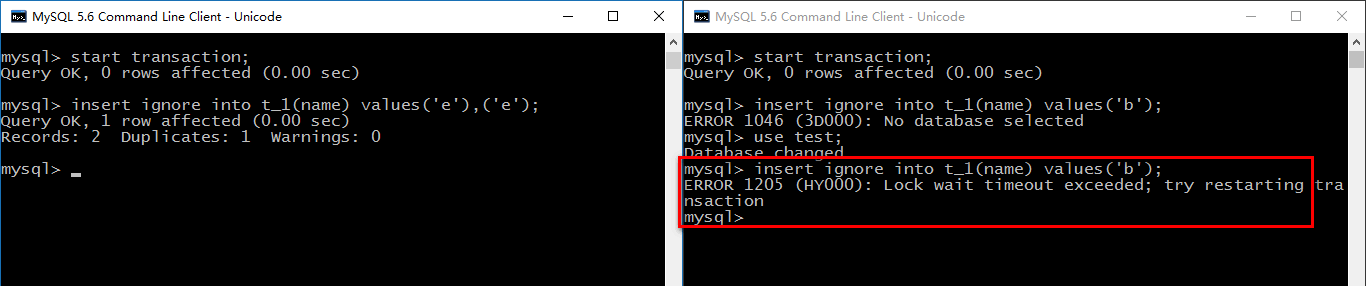 MySQL 5.6 Command Line Client - Unicode
mysql> start transaction;
Query OK, 0 rows affected (0.00 sec)
mysql> insert ignore into t_1(name) values('e'),('e');
Query OK, 1 row affected (0.00 sec)
Records: 2  Duplicates: 1  Warnings: 0
mysql>
MySQL 5.6 Command Line Client - Unicode
mysql> start transaction;
Query OK, 0 rows affected (0.00 sec)
mysql> insert ignore into t_1(name) values('b');
ERROR 1046 (3D000): No database selected
mysql> use test;
Database changed
mysql> insert ignore into t_1(name) values('b');
ERROR 1205 (HY000): Lock wait timeout exceeded; try restarting tra
nsaction
mysql>